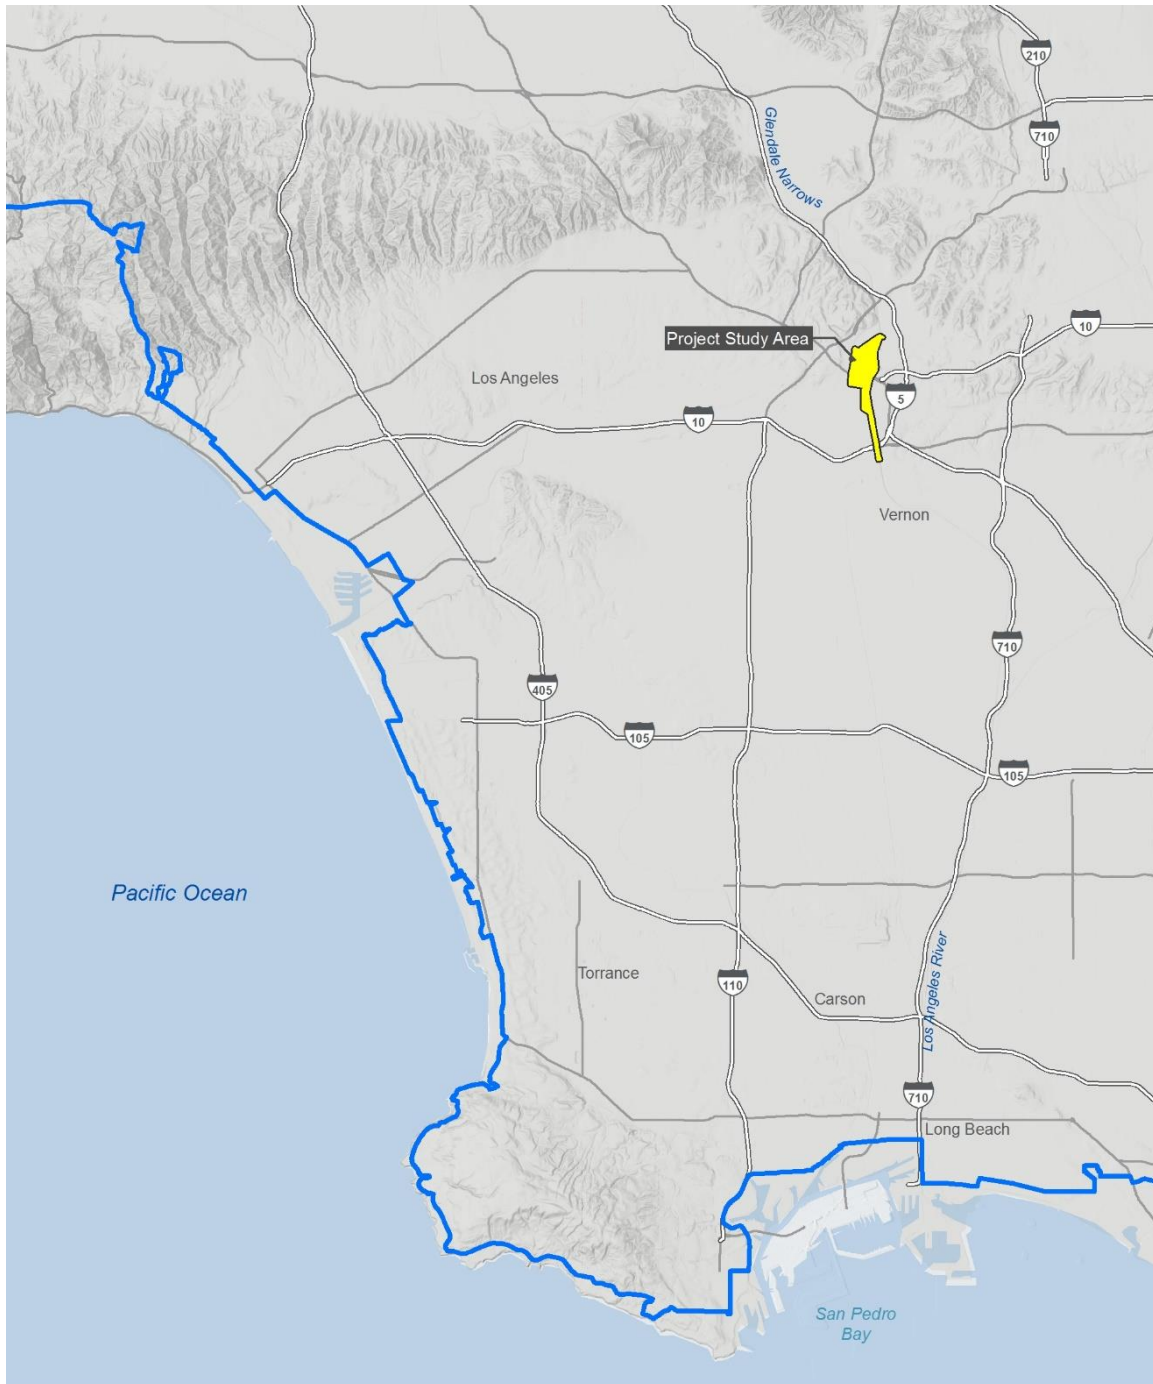 210
710
Glendale Narrows
10
Project Study Area
Los Angeles
5
10
Vernon
710
405
105
105
Pacific Ocean
Los Angeles River
Torrance
110
Carson
710
Long Beach
San Pedro
Bay